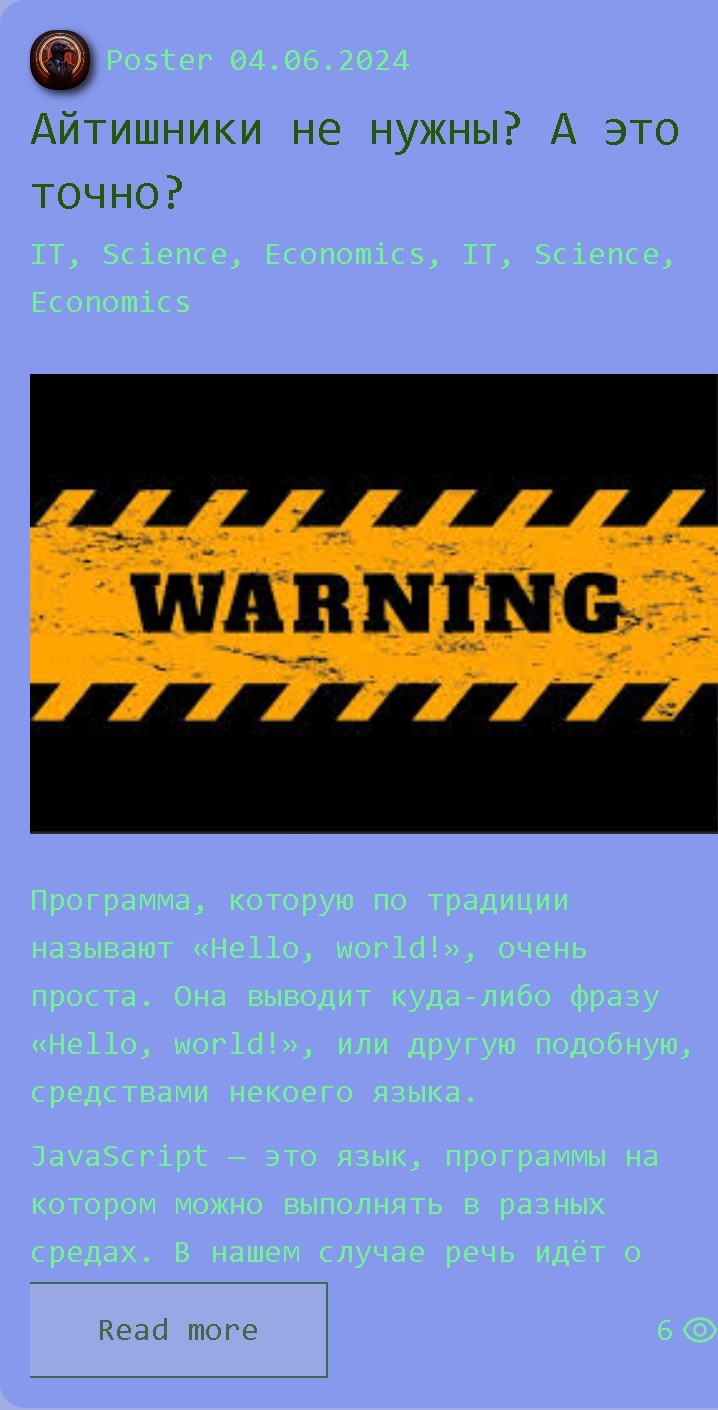 Poster 04.06.2024
Айтишники не нужны? А это
точно?
IT, Science, Economics, IT, Science,
Economics
WARNING
Программа, которую по традиции
называют «Hello, world!», очень
проста. Она выводит куда-либо фразу
«Hello, world!», или другую подобную,
средствами некоего языка.
JavaScript — это язык, программы на
котором можно выполнять в разных
средах. В нашем случае речь идёт о
Read more
6